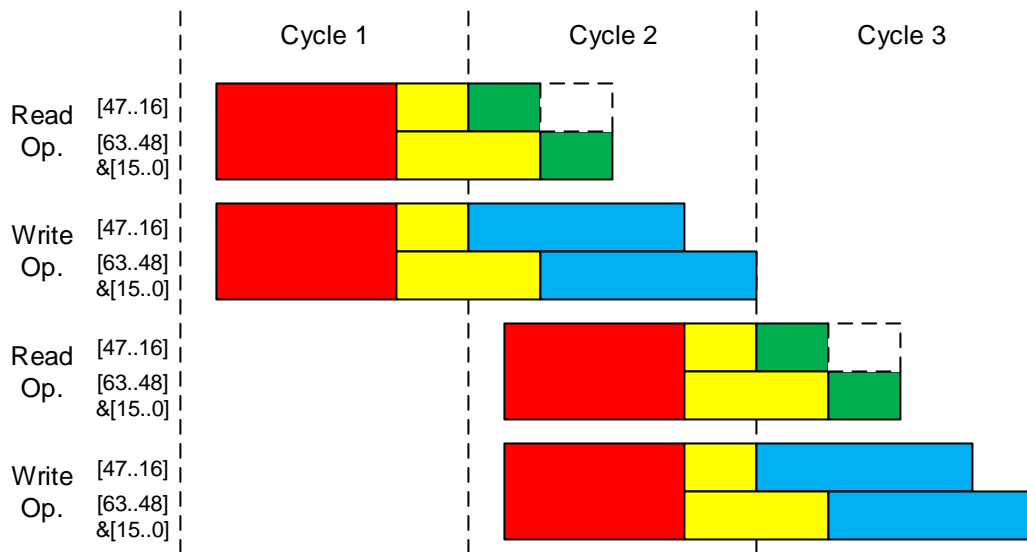 Cycle 1
Cycle 2
Cycle 3
Read
Op.
[47..16]
[63..48]
&[15..0]
Write
Op.
[47..16]
[63..48]
&[15..0]
Read
Op.
[47..16]
[63..48]
&[15..0]
Write
Op.
[47..16]
[63..48]
&[15..0]